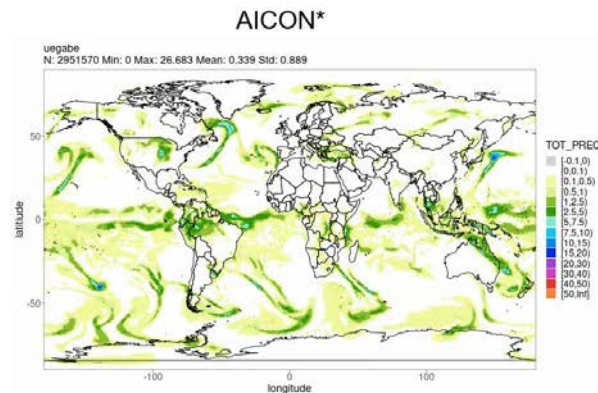 AICON*
uegabe
N: 2951570 Min: 0 Max: 26.683 Mean: 0.339 Std: 0.889
latitude
50
0
-50
-100
0
100
longitude
TOT_PREC
[-0.1,0)
[0,0.1)
[0.1,0.5)
[0.5,1)
[1,2.5)
[2.5,5)
[5,7.5)
[7.5,10)
[10,15)
[15,20)
[20,30)
[30,40)
[40,50)
[50,Inf)